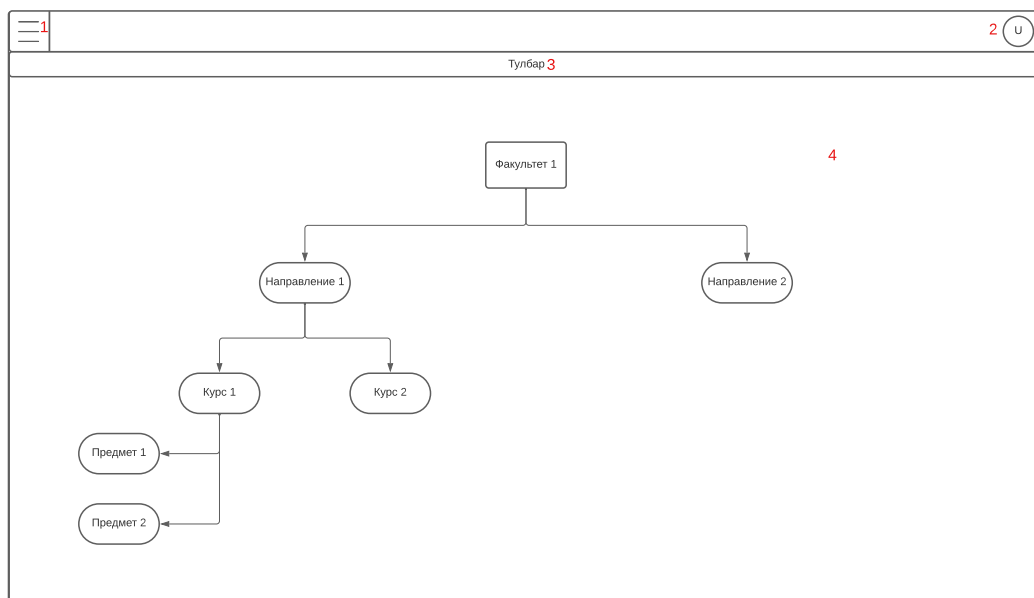 1
2
U
Тулбар 3
4
Факультет 1
Направление 1
Направление 2
Курс 1
Курс 2
Предмет 1
Предмет 2